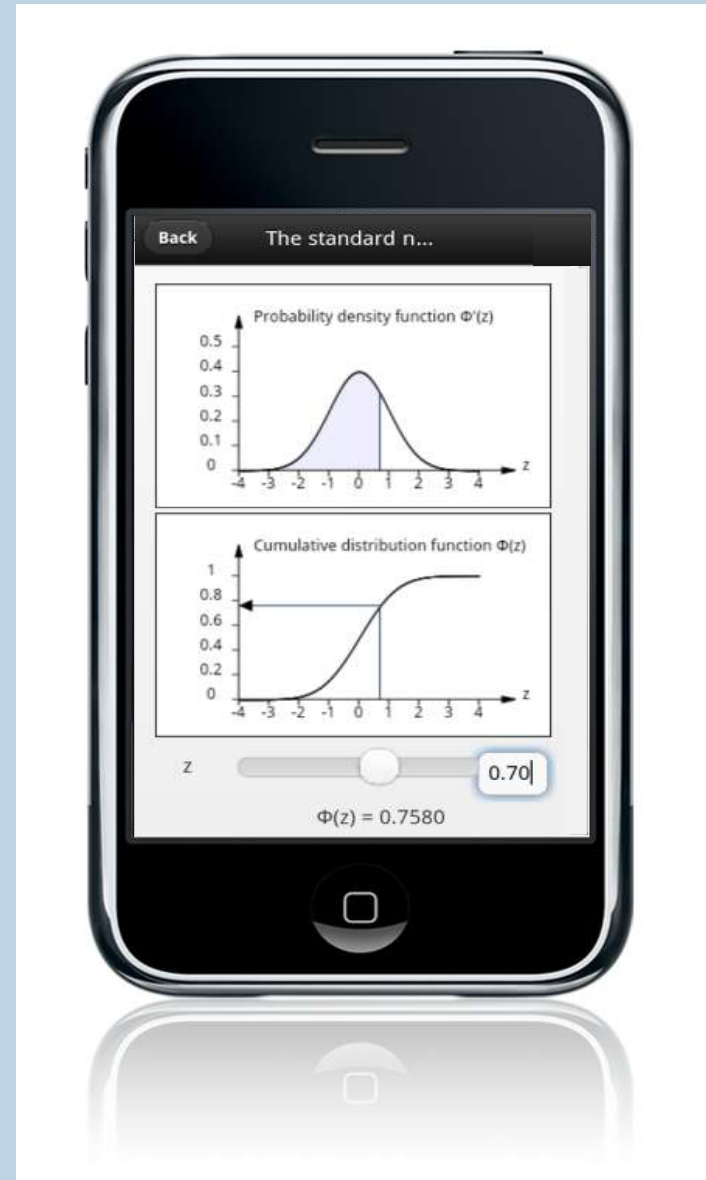 Back
The standard n...
Probability density function Φ'(z)
0.5
0.4
0.3
0.2
0.1
0
-4 -3 -2 -1 0 1 2 3 4
z
Cumulative distribution function Φ(z)
1
0.8
0.6
0.4
0.2
0
-4 -3 -2 -1 0 1 2 3 4
z
z
0.70
Φ(z) = 0.7580